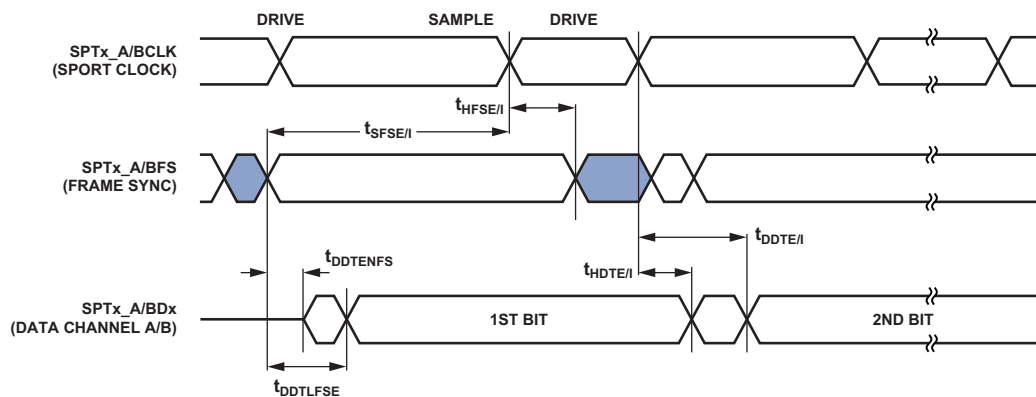 DRIVE SAMPLE DRIVE
SPTx_A/BCLK
(SPORT CLOCK)
tHFSE/I
tSFSE/I
SPTx_A/BFS
(FRAME SYNC)
tDDTE/I
tDDTENFS
tHDTE/I
SPTx_A/BDx
(DATA CHANNEL A/B)
1ST BIT 2ND BIT
tDDTLFSE